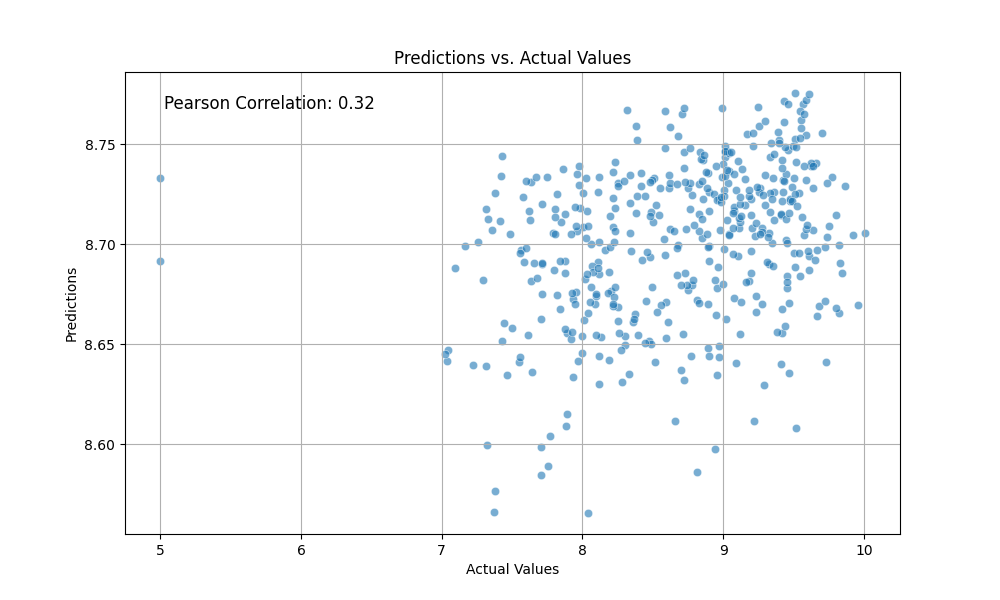 Predictions vs. Actual Values
Pearson Correlation: 0.32
8.75
8.70
8.65
8.60
Predictions
5 6 7 8 9 10
Actual Values